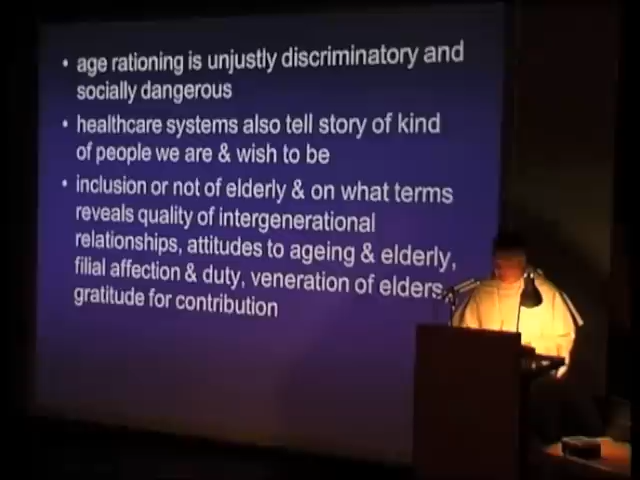 • age rationing is unjustly discriminatory and
socially dangerous
• healthcare systems also tell story of kind
of people we are & wish to be
• inclusion or not of elderly & on what terms
reveals quality of intergenerational
relationships, attitudes to ageing & elderly,
filial affection & duty, veneration of elders,
gratitude for contribution